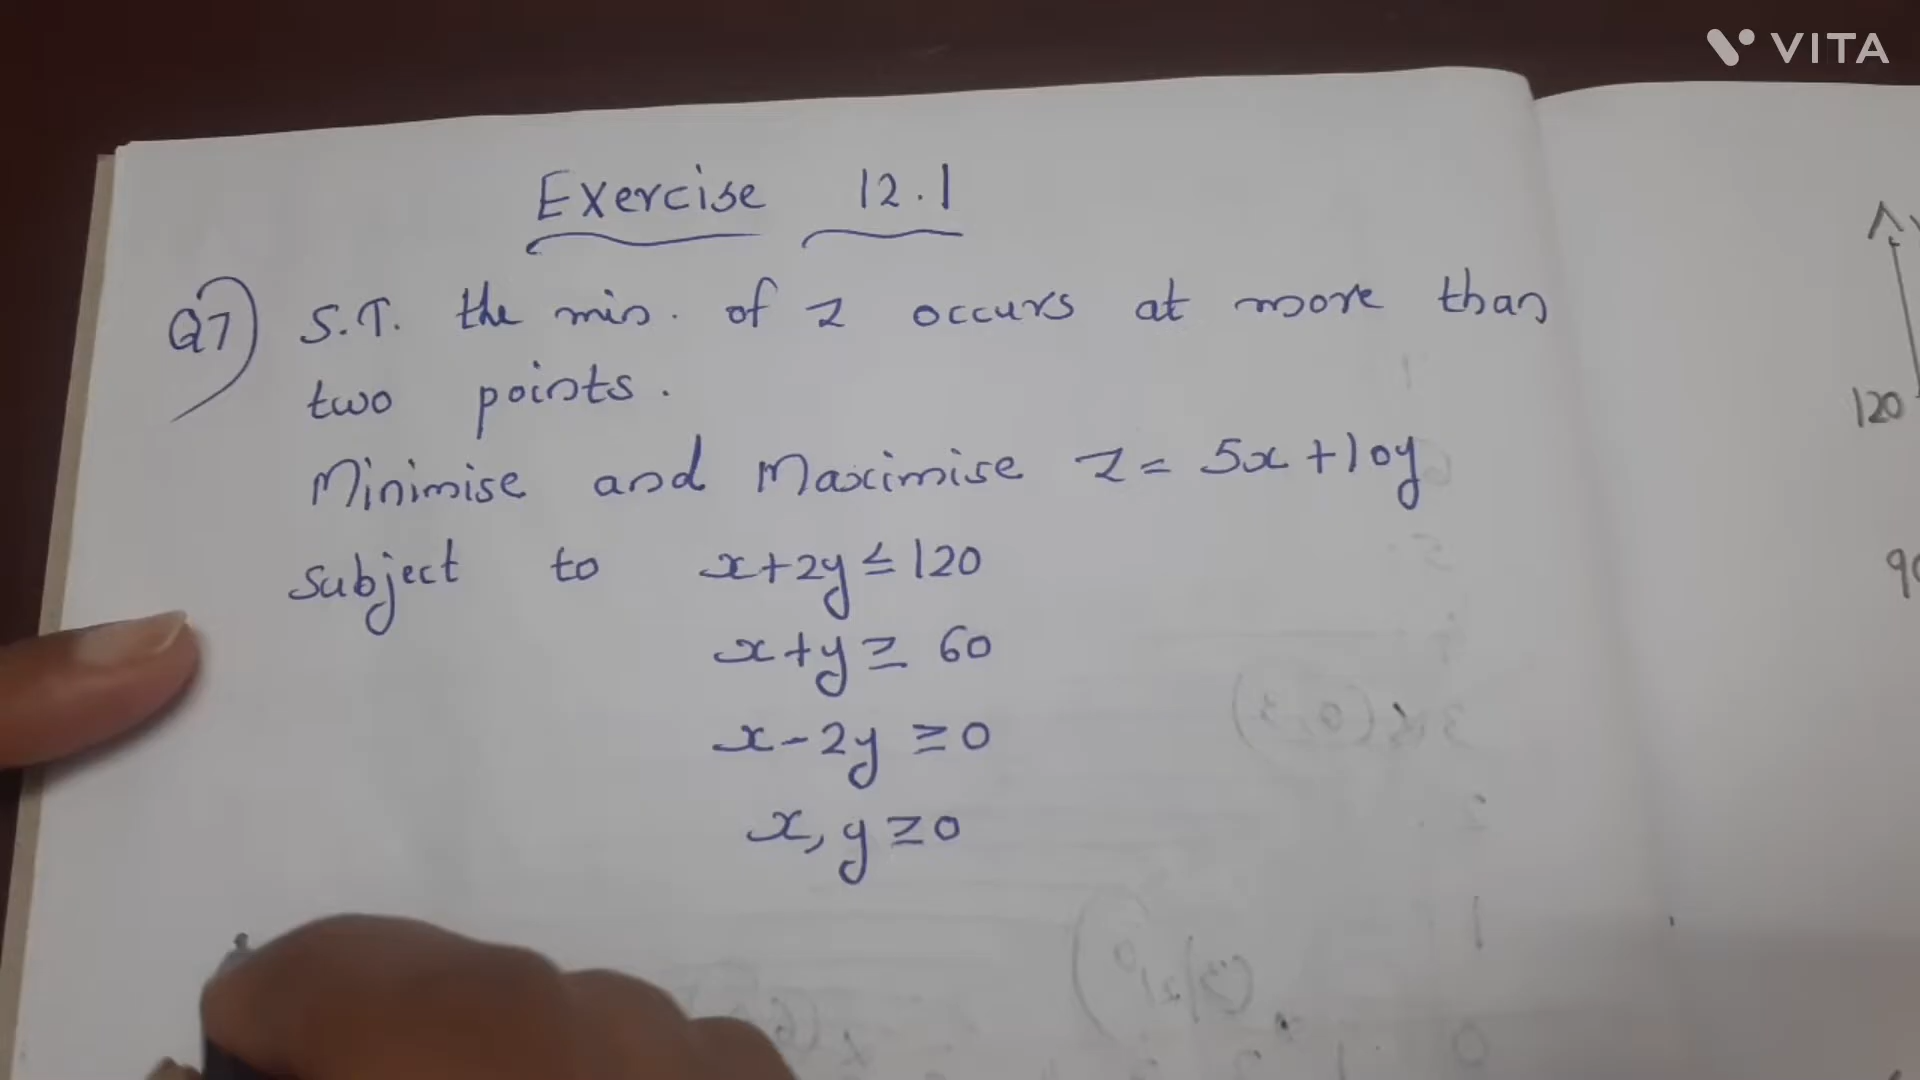 VITA
Exercise 12.1
Q7) S.T. the min. of Z occurs at more than
two points.
Minimise and Maximise Z = 5x + 10y
subject to x+2y ≤ 120
x+y ≥ 60
x-2y ≥ 0
x, y ≥ 0
120
90